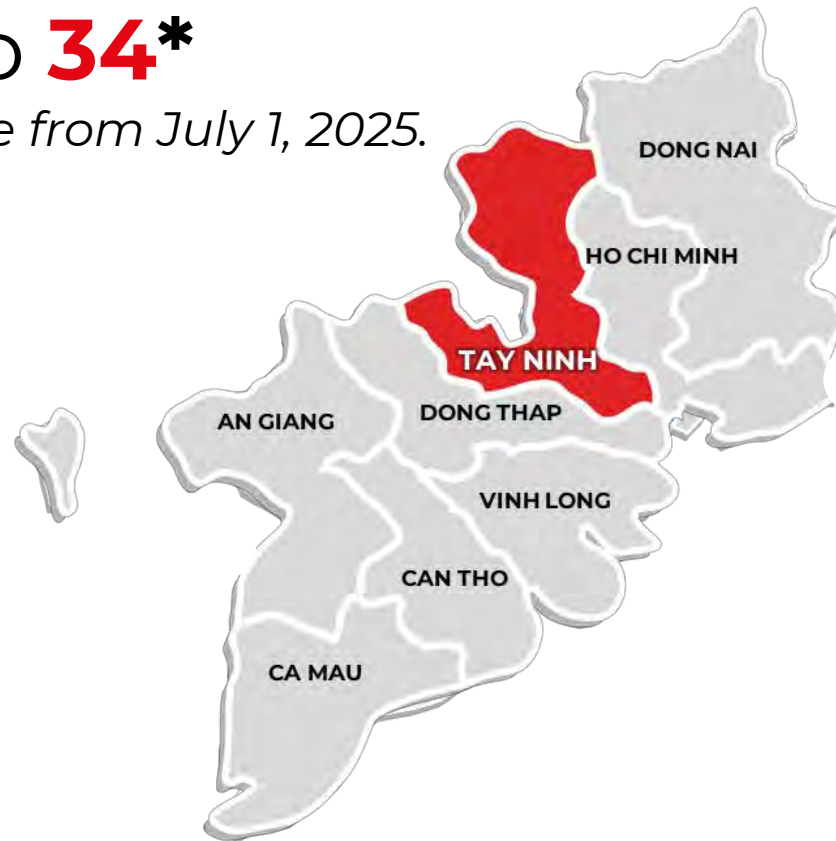 o 34*
e from July 1, 2025.
DONG NAI
HO CHI MINH
TAY NINH
DONG THAP
AN GIANG
VINH LONG
CAN THO
CA MAU